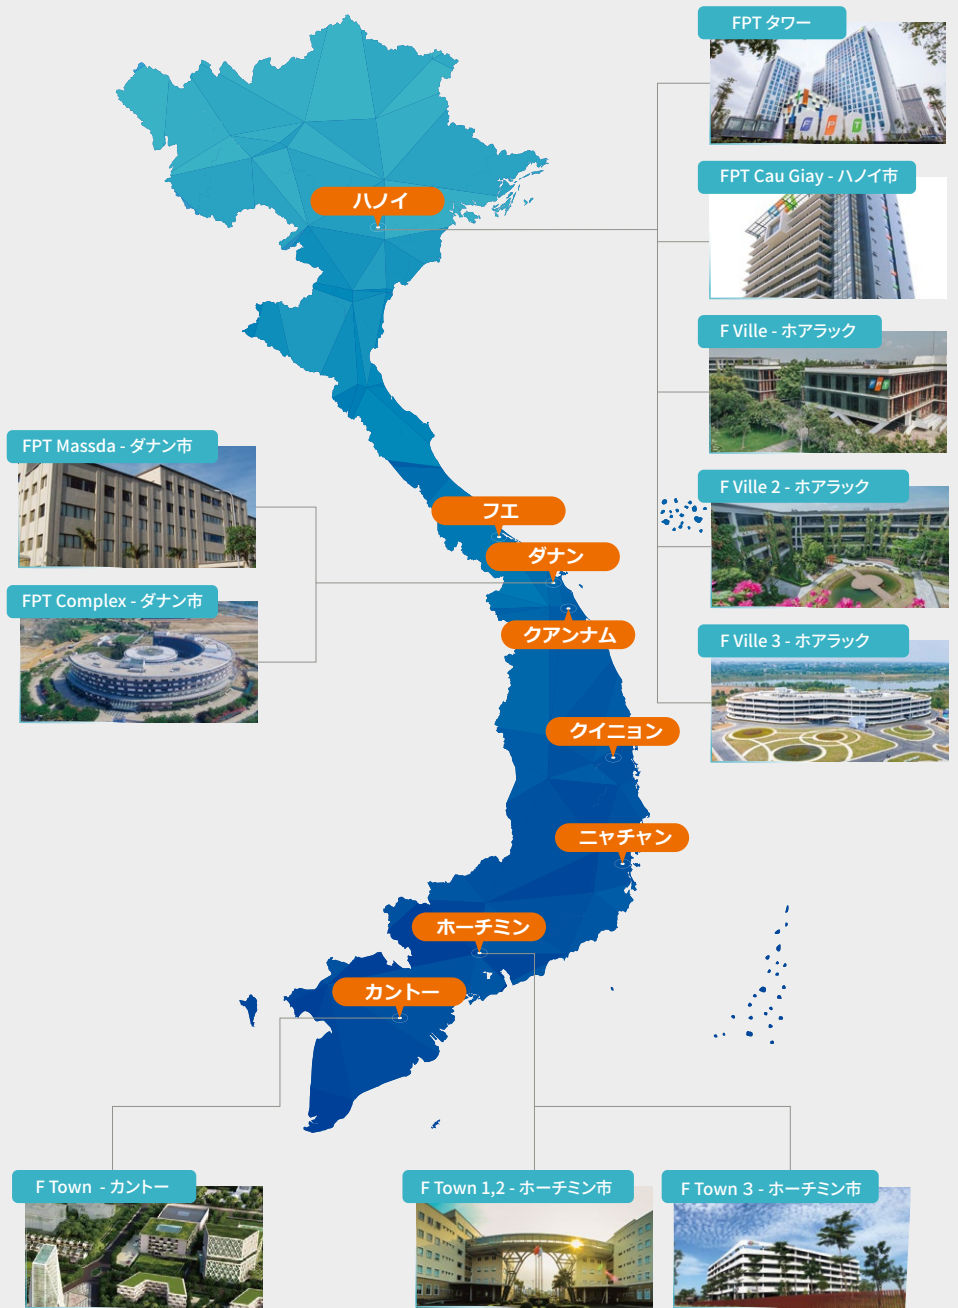 FPT タワー
FPT
FPT Cau Giay - ハノイ市
ハノイ
F Ville - ホアラック
FPT Massda - ダナン市
F Ville 2 - ホアラック
フエ
ダナン
FPT Complex - ダナン市
クアンナム
F Ville 3 - ホアラック
クイニョン
ニャチャン
ホーチミン
カントー
F Town - カントー
F Town 1,2 - ホーチミン市
F Town 3 - ホーチミン市